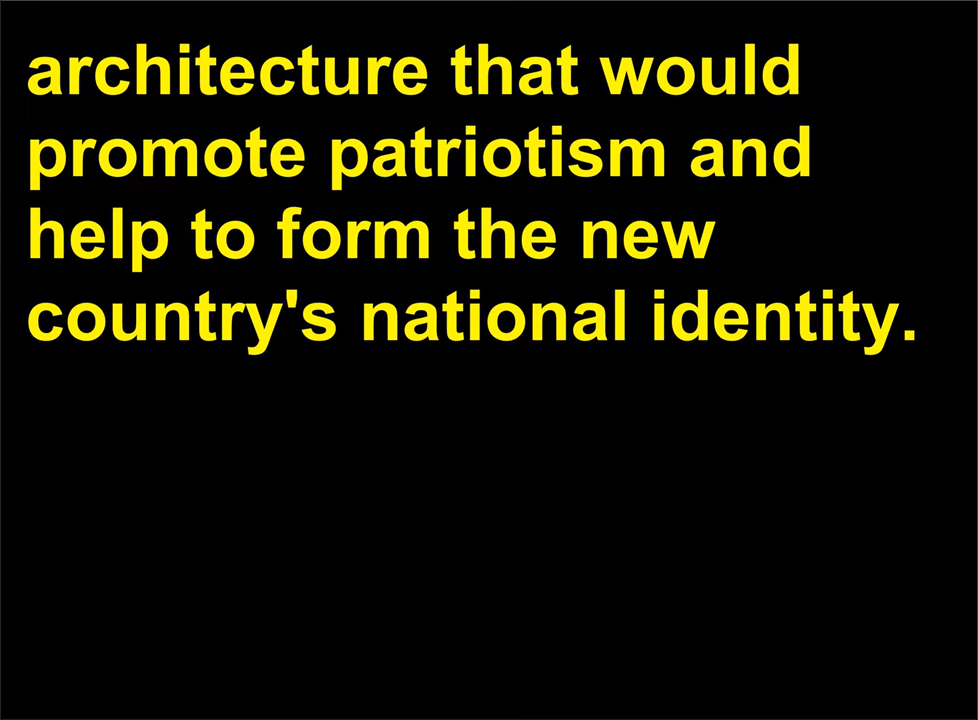 architecture that would
promote patriotism and
help to form the new
country's national identity.